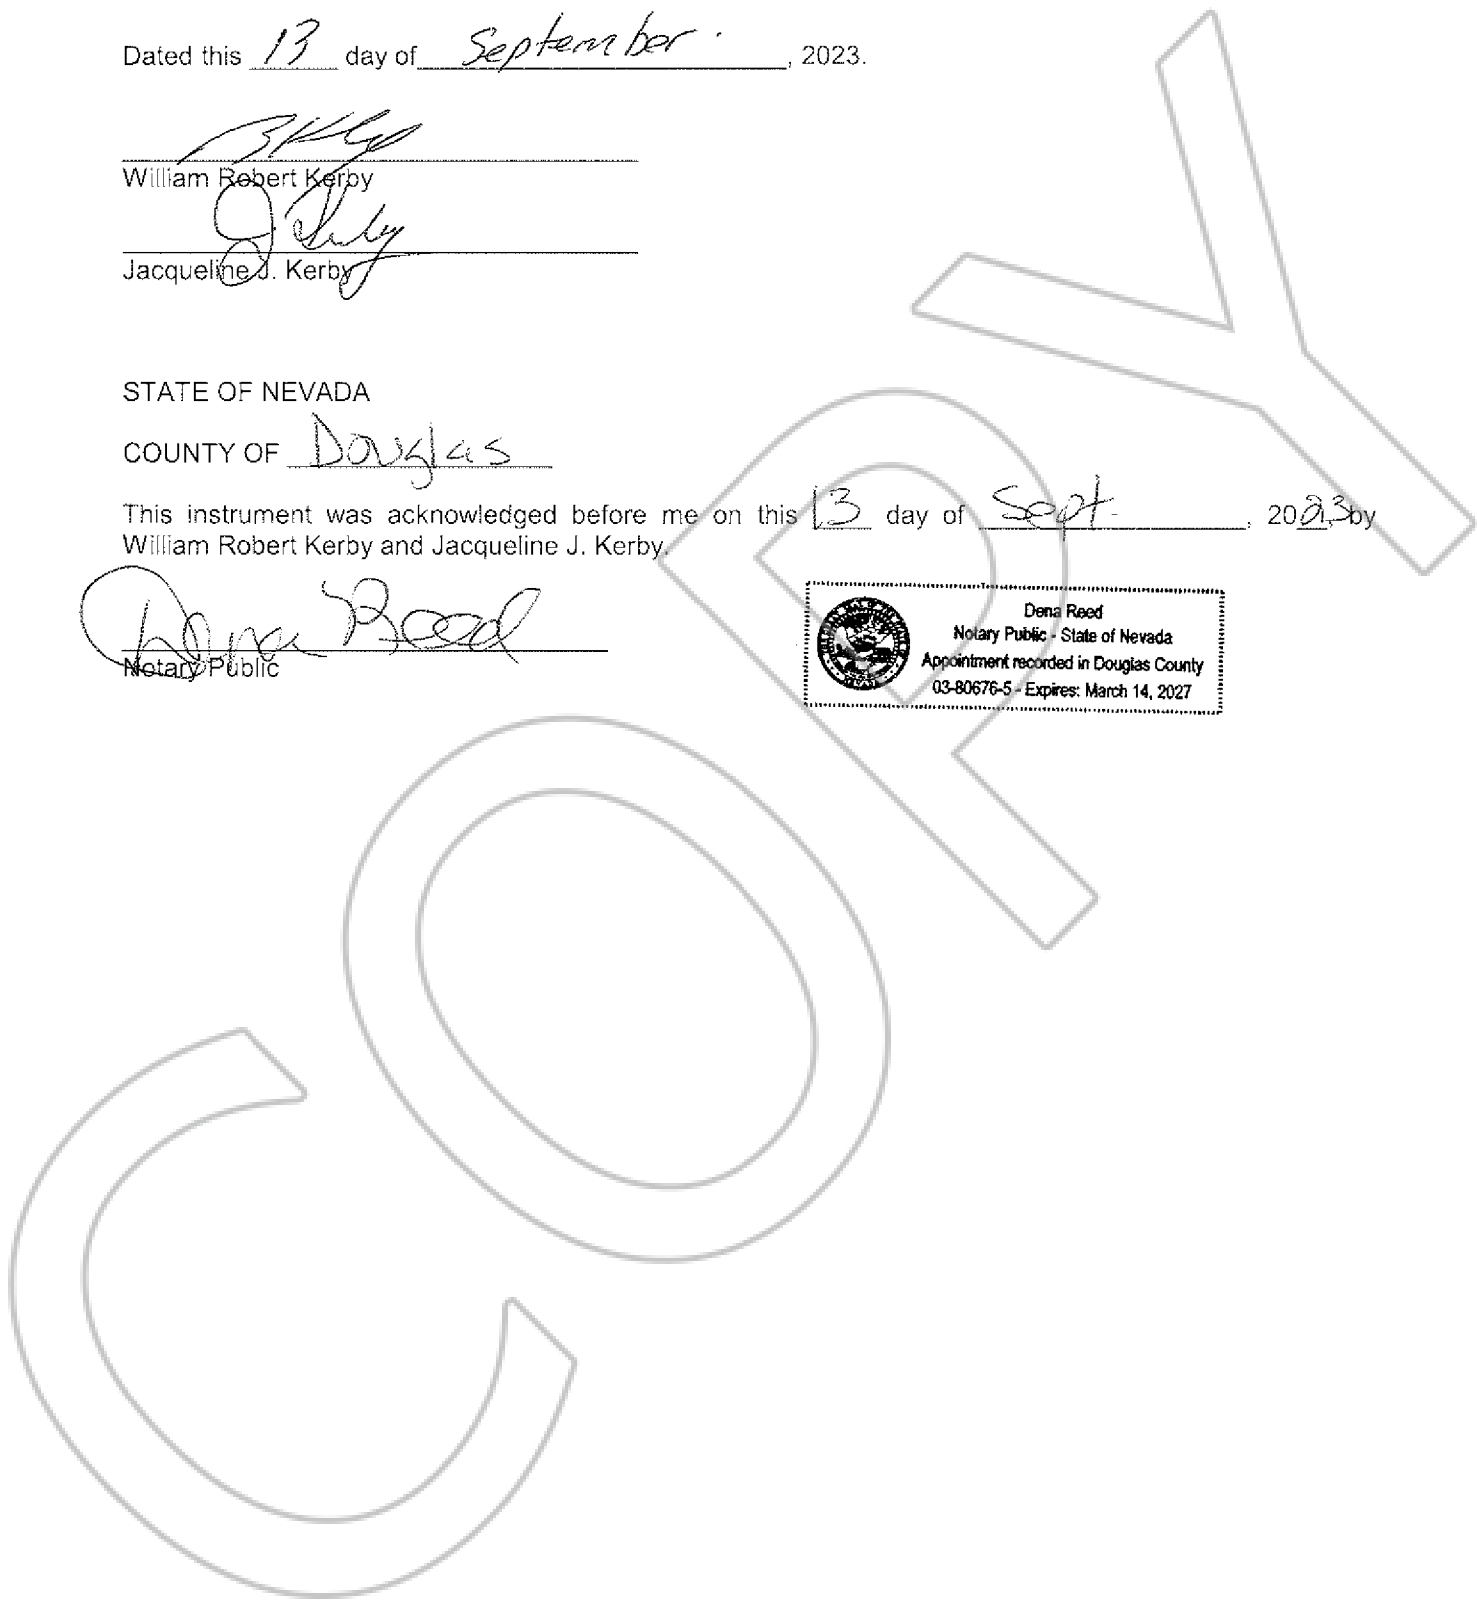 Dated this 13 day of September, 2023.
William Robert Kerby
J. Kerby
Jacqueline J. Kerby
STATE OF NEVADA
COUNTY OF Douglas
This instrument was acknowledged before me on this 13 day of Sept., 2023 by
William Robert Kerby and Jacqueline J. Kerby.
Dena Reed
Notary Public
Dena Reed
Notary Public - State of Nevada
Appointment recorded in Douglas County
03-80676-5 - Expires: March 14, 2027
COPY